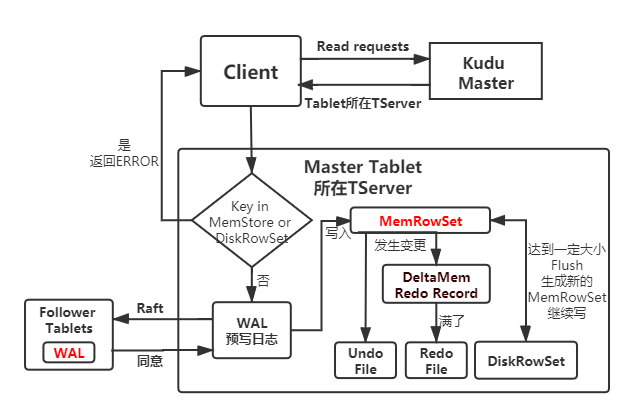 Client
Read requests
Kudu
Master
Tablet所在TServer
是
返回ERROR
Master Tablet
所在TServer
Key in
MemStore or
DiskRowSet
写入
MemRowSet
发生变更
达到一定大小
Flush
生成新的
MemRowSet
继续写
DeltaMem
Redo Record
否
满了
Follower
Tablets
WAL
Raft
同意
WAL
预写日志
Undo
File
Redo
File
DiskRowSet